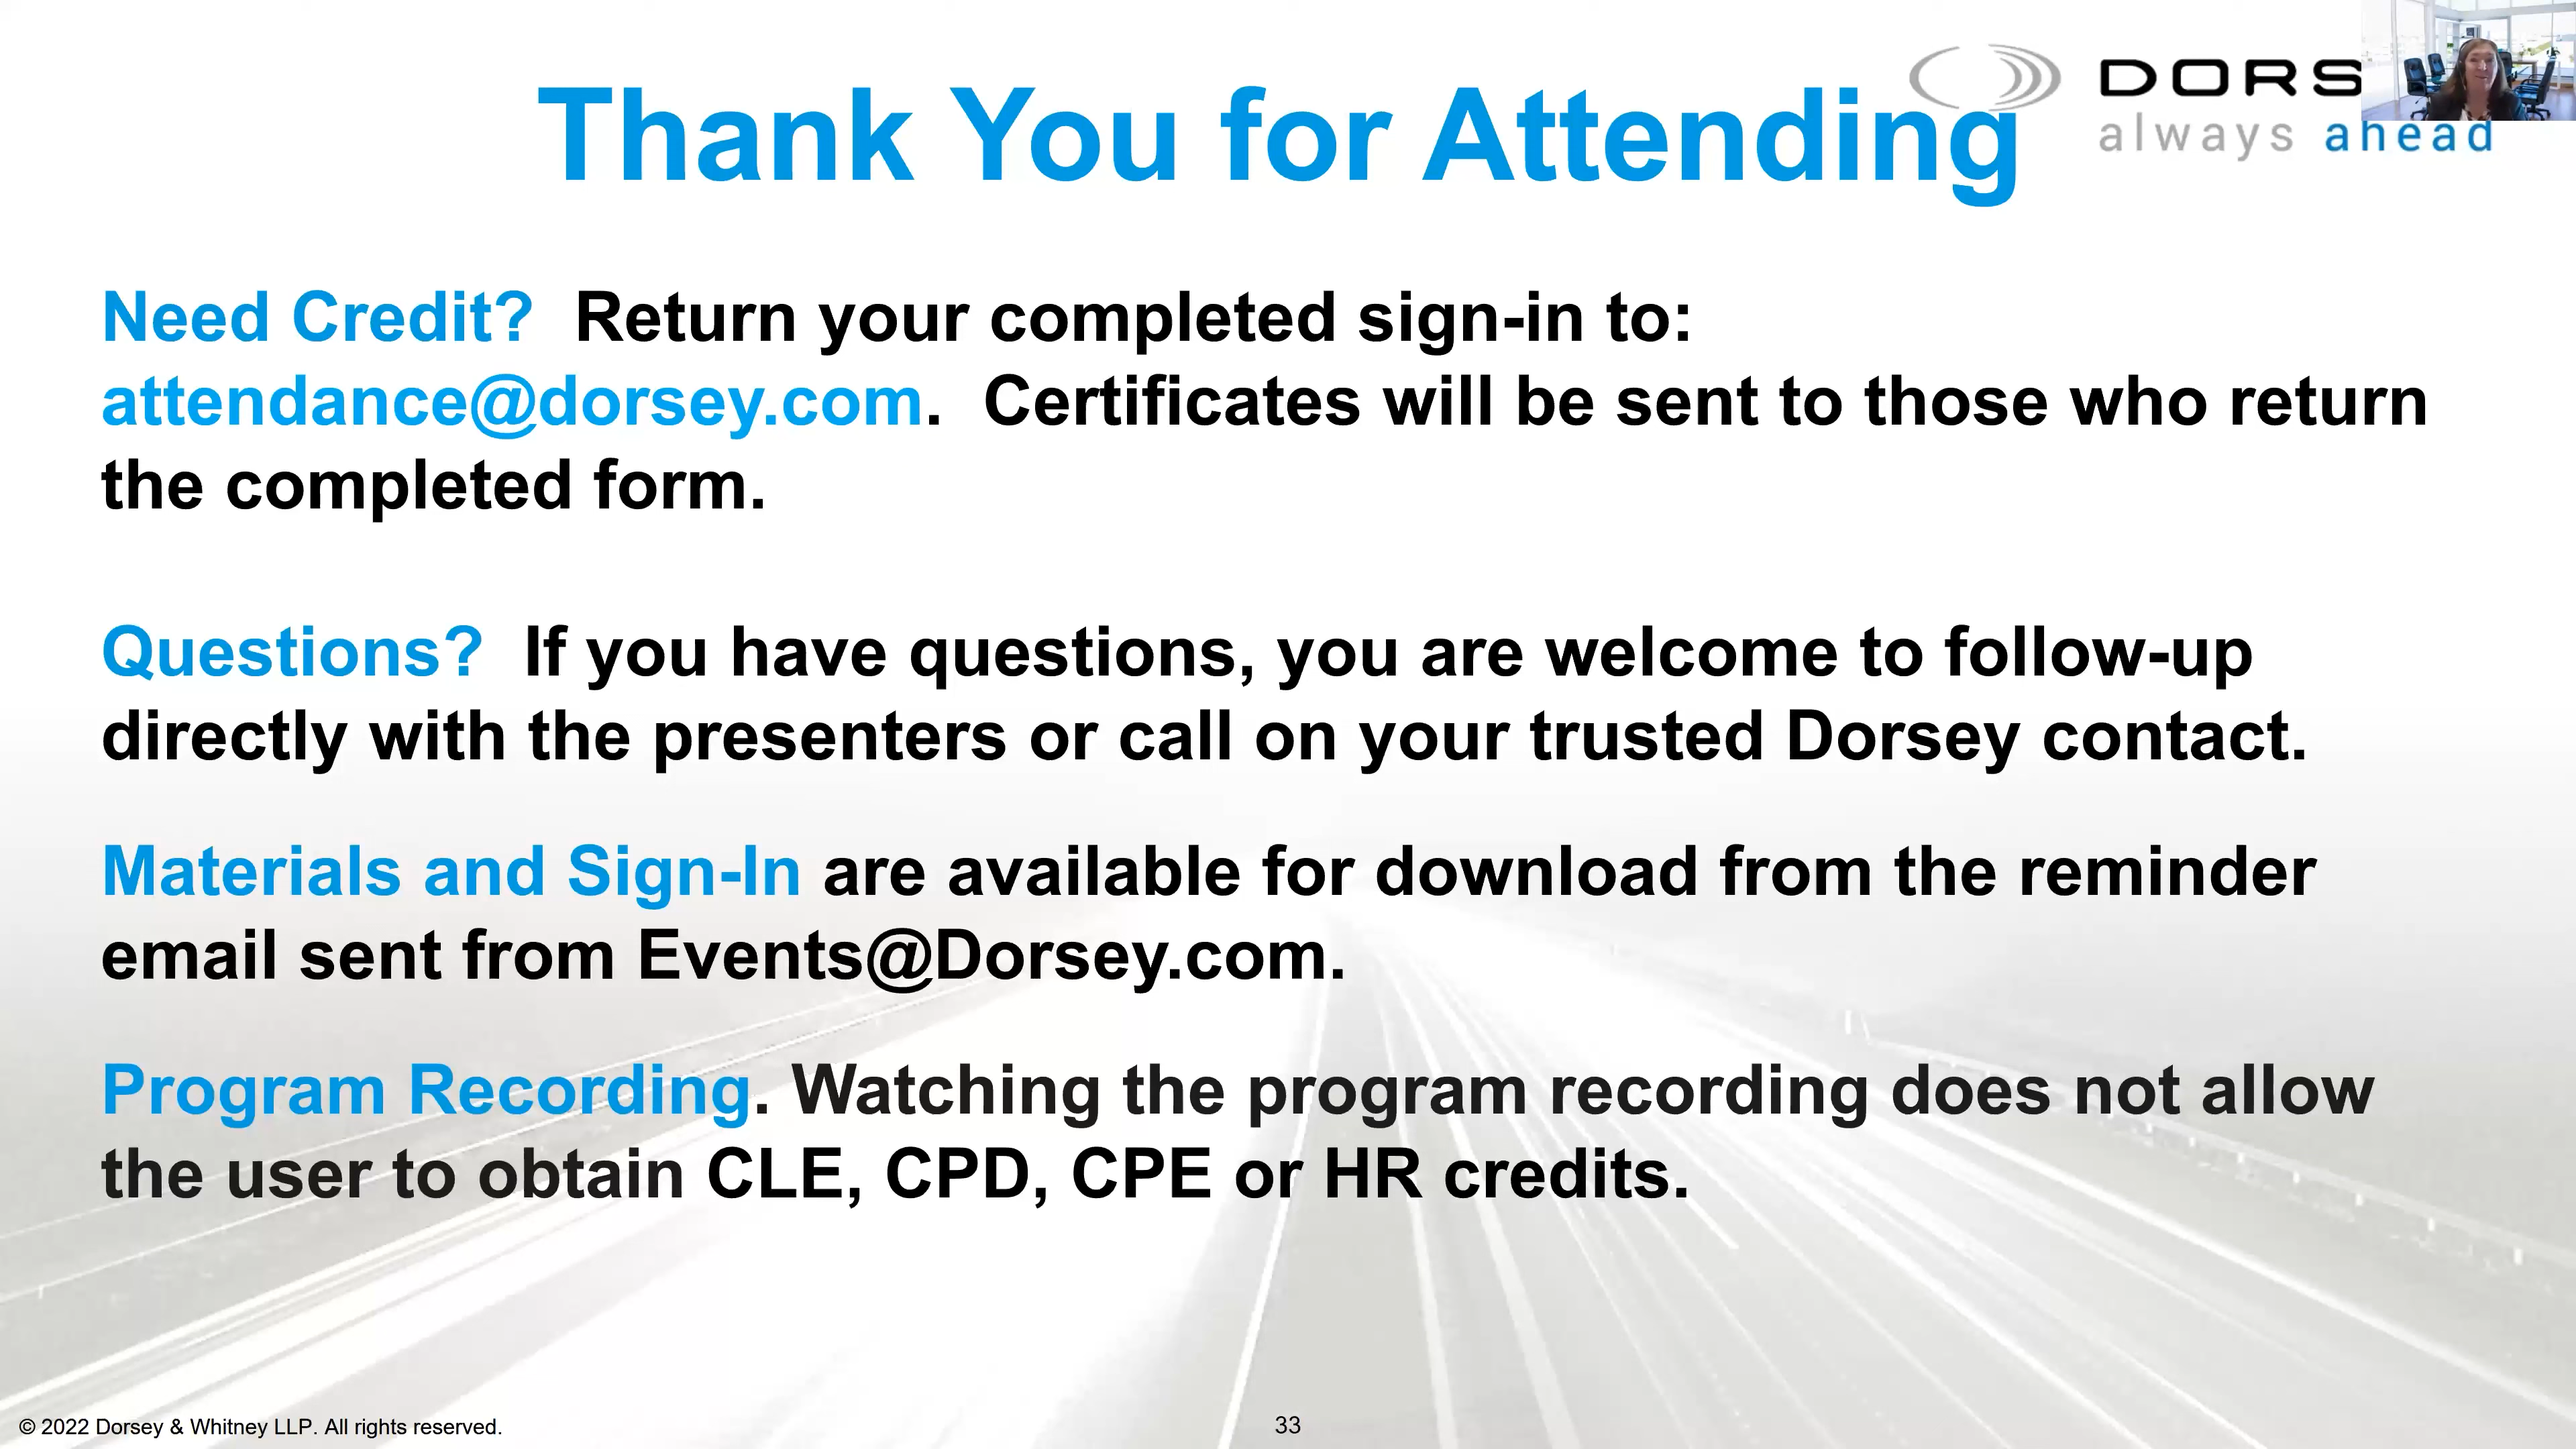 Thank You for Attending
DORS
always ahead
Need Credit? Return your completed sign-in to:
attendance@dorsey.com. Certificates will be sent to those who return
the completed form.
Questions? If you have questions, you are welcome to follow-up
directly with the presenters or call on your trusted Dorsey contact.
Materials and Sign-In are available for download from the reminder
email sent from Events@Dorsey.com.
Program Recording. Watching the program recording does not allow
the user to obtain CLE, CPD, CPE or HR credits.
© 2022 Dorsey & Whitney LLP. All rights reserved.
33